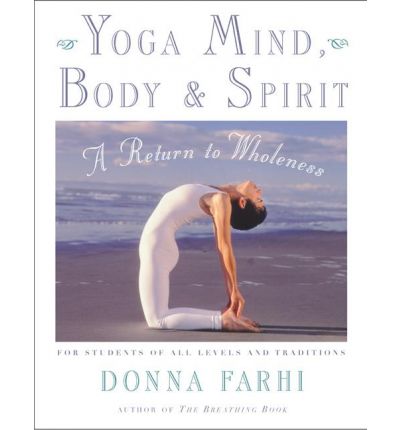 YOGA MIND,
BODY & SPIRIT
A Return to Wholeness
FOR STUDENTS OF ALL LEVELS AND TRADITIONS
DONNA FARHI
AUTHOR OF THE BREATHING BOOK